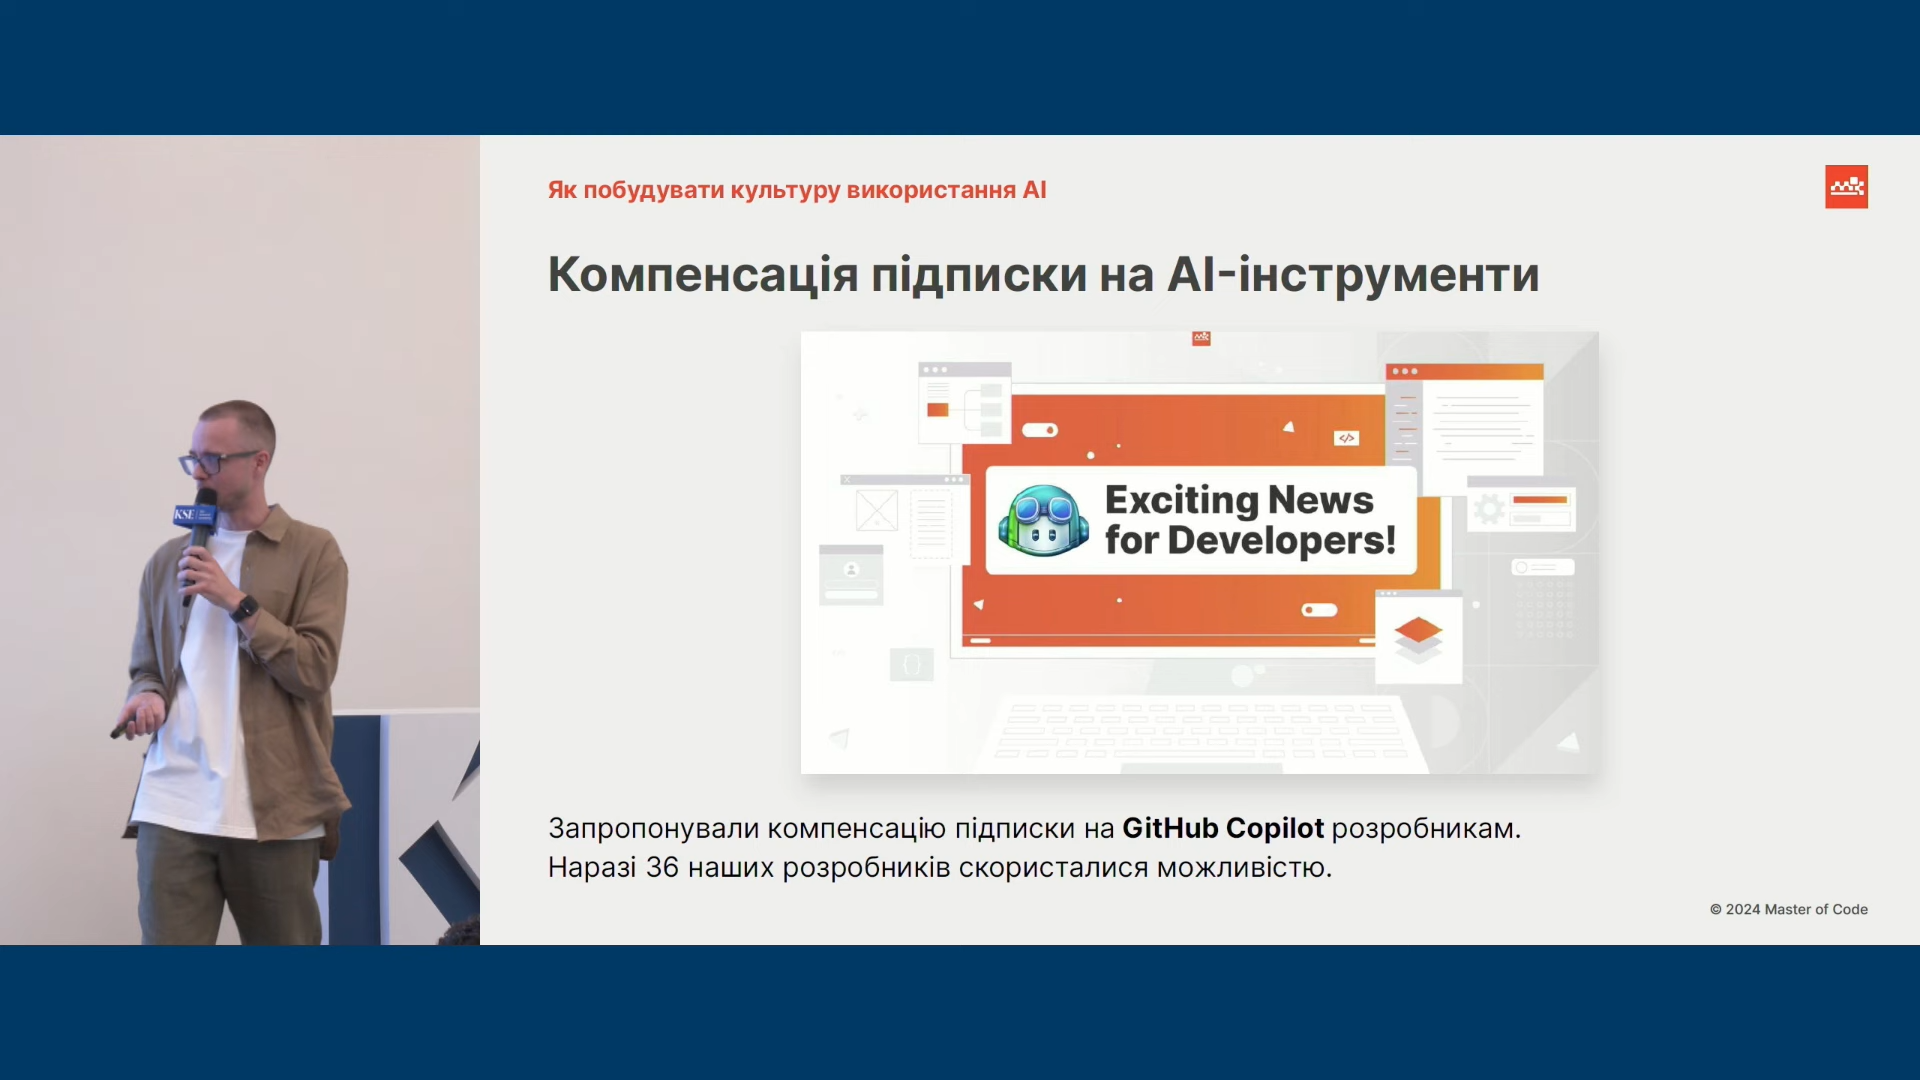 Як побудувати культуру використання AI
Компенсація підписки на AI-інструменти
Exciting News
for Developers!
Запропонували компенсацію підписки на GitHub Copilot розробникам.
Наразі 36 наших розробників скористалися можливістю.
© 2024 Master of Code
KSE